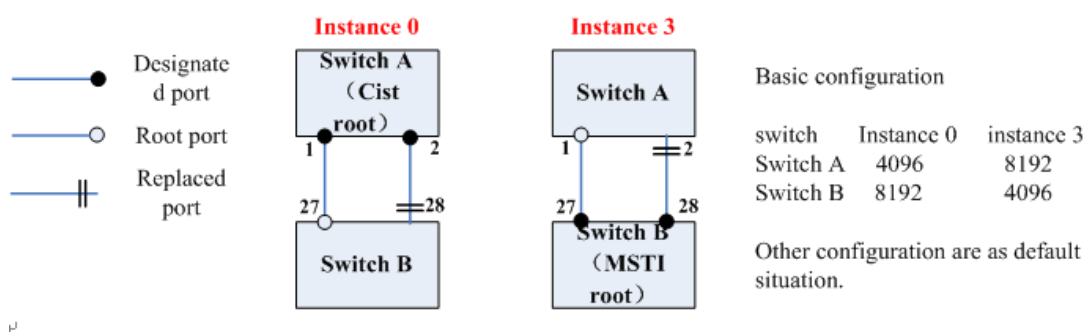 Instance 0
Instance 3
Designate
d port
Root port
Replaced
port
Switch A
（Cist
root）
1
2
27
28
Switch B
Switch A
1
2
27
28
Switch B
（MSTI
root）
Basic configuration
switch Instance 0 instance 3
Switch A 4096 8192
Switch B 8192 4096
Other configuration are as default
situation.